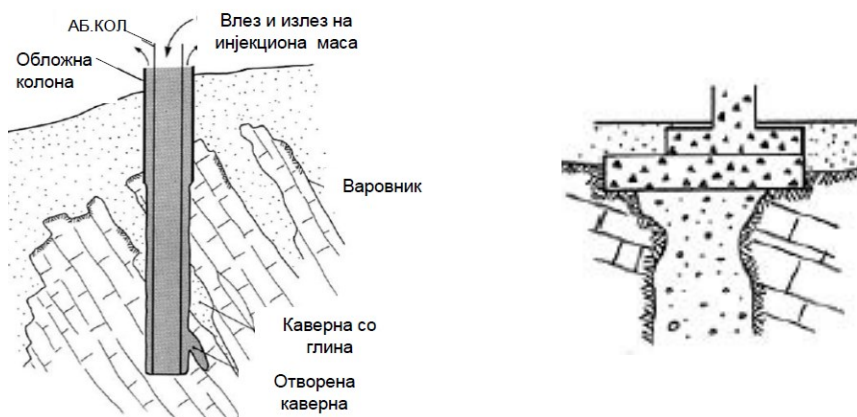 АБ.КОЛ
Влез и излез на
инјекциона маса
Обложна
колона
Варовник
Каверна со
глина
Отворена
каверна